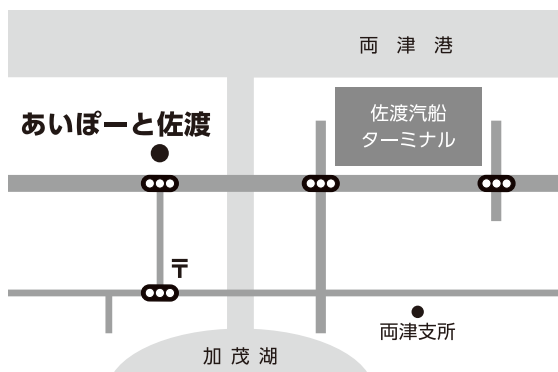 両津港
佐渡汽船
ターミナル
あいぽーと佐渡
〒
両津支所
加茂湖